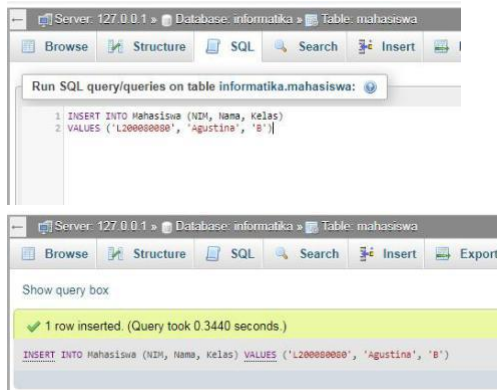 Server: 127.0.0.1 » Database: informatika » Table: mahasiswa
Browse Structure SQL Search Insert
Run SQL query/queries on table informatika.mahasiswa:
1 INSERT INTO Mahasiswa (NIM, Nama, Kelas)
2 VALUES ('L200080080', 'Agustina', 'B')
Server: 127.0.0.1 » Database: informatika » Table: mahasiswa
Browse Structure SQL Search Insert Export
Show query box
1 row inserted. (Query took 0.3440 seconds.)
INSERT INTO Mahasiswa (NIM, Nama, Kelas) VALUES ('L200080080', 'Agustina', 'B')